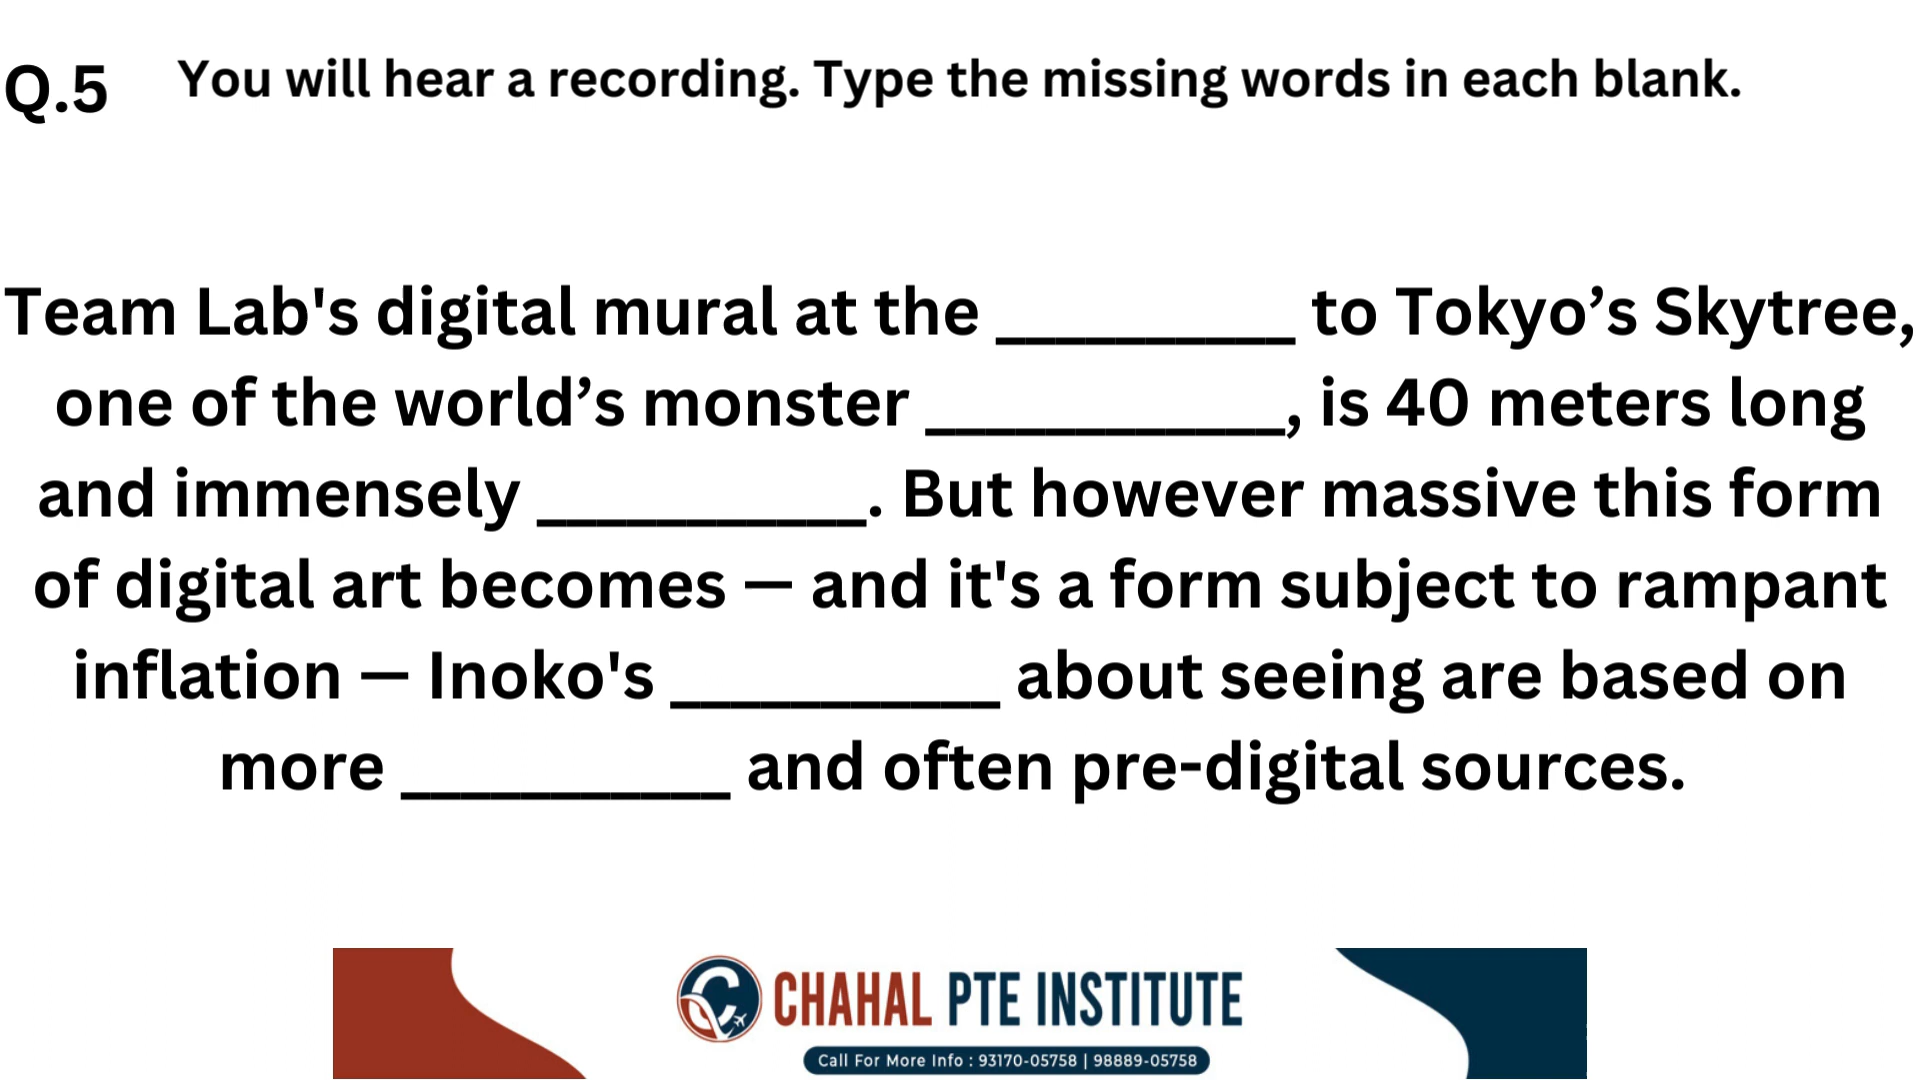 Q.5 You will hear a recording. Type the missing words in each blank.
Team Lab's digital mural at the __________ to Tokyo’s Skytree,
one of the world’s monster ____________, is 40 meters long
and immensely ___________. But however massive this form
of digital art becomes — and it's a form subject to rampant
inflation — Inoko's ___________ about seeing are based on
more ___________ and often pre-digital sources.
CHAHAL PTE INSTITUTE
Call For More Info : 93170-05758 | 98889-05758